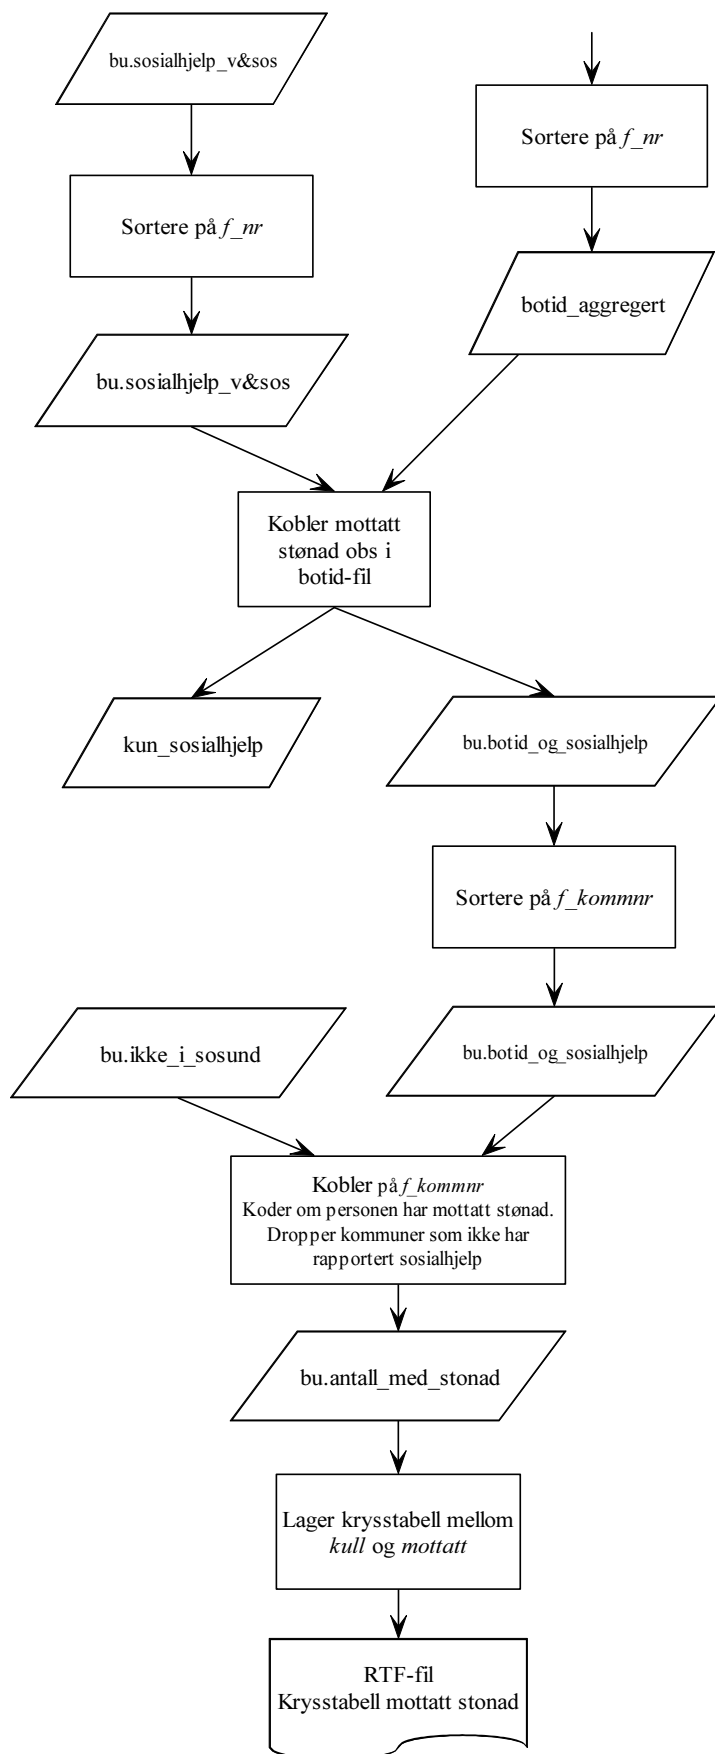 bu.sosialhjelp_v&sos
Sortere på f_nr
Sortere på f_nr
botid_aggregert
bu.sosialhjelp_v&sos
Kobler mottatt
stønad obs i
botid-fil
kun_sosialhjelp
bu.botid_og_sosialhjelp
Sortere på f_kommnr
bu.ikke_i_sosund
bu.botid_og_sosialhjelp
Kobler på f_kommnr
Koder om personen har mottatt stønad.
Dropper kommuner som ikke har
rapportert sosialhjelp
bu.antall_med_stonad
Lager krysstabell mellom
kull og mottatt
RTF-fil
Krysstabell mottatt stonad